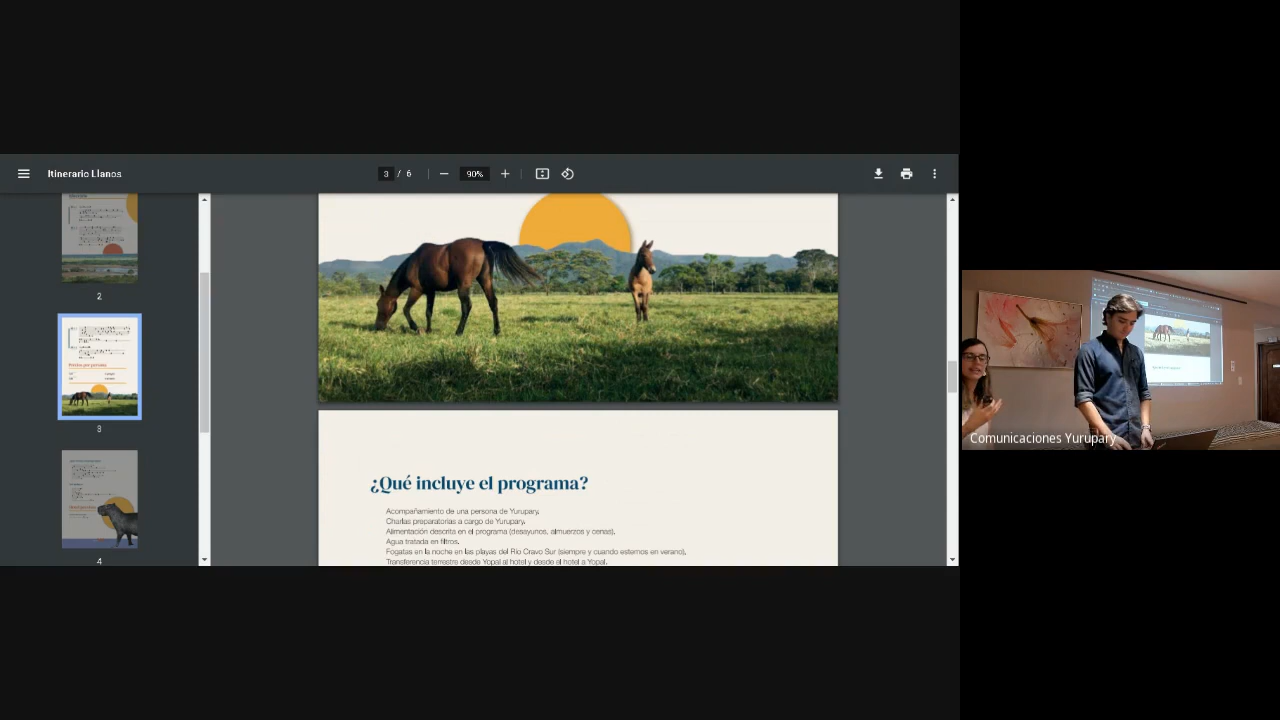 Itinerario Llanos
3 / 6
90%
2
3
4
¿Qué incluye el programa?
Acompañamiento de una persona de Yurupary.
Charlas preparatorias a cargo de Yurupary.
Alimentación descrita en el programa (desayunos, almuerzos y cenas).
Agua tratada en filtros.
Fogatas en la noche en las playas del Río Cravo Sur (siempre y cuando estemos en verano).
Transferencia terrestre desde Yopal al hotel y desde el hotel a Yopal.
Comunicaciones Yurupary